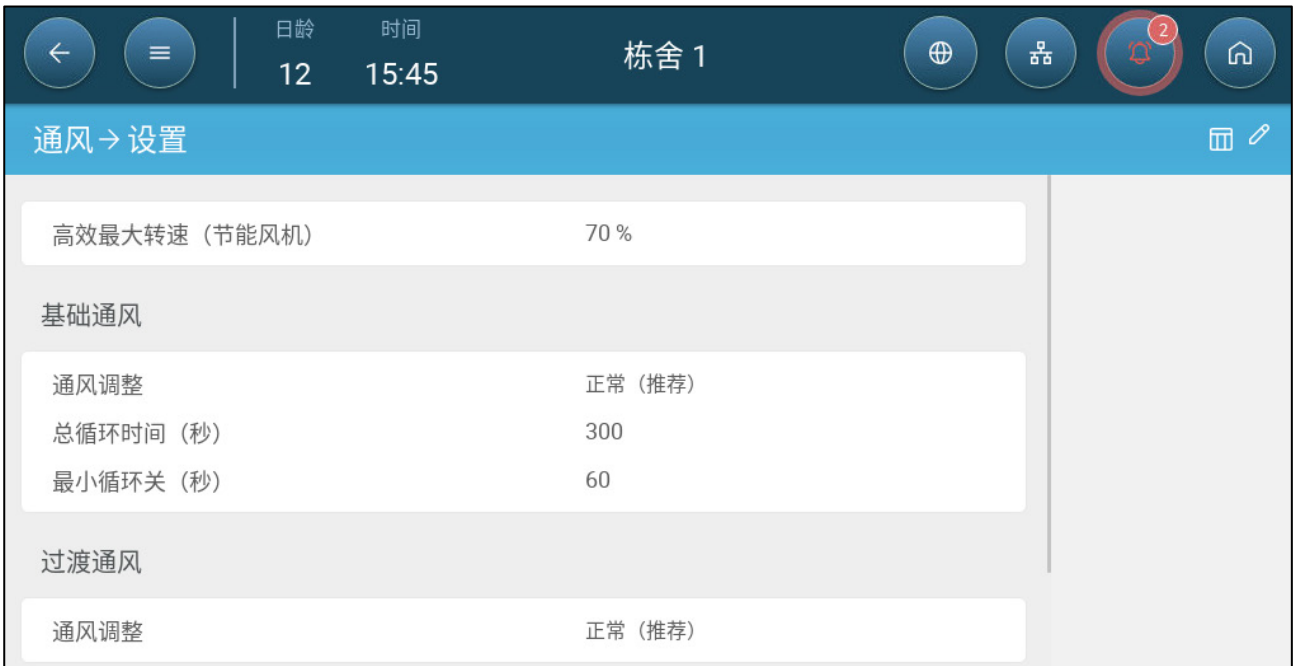 日龄 时间
12 15:45 栋舍 1 2
通风→设置
高效最大转速（节能风机） 70 %
基础通风
通风调整 正常（推荐）
总循环时间（秒） 300
最小循环关（秒） 60
过渡通风
通风调整 正常（推荐）